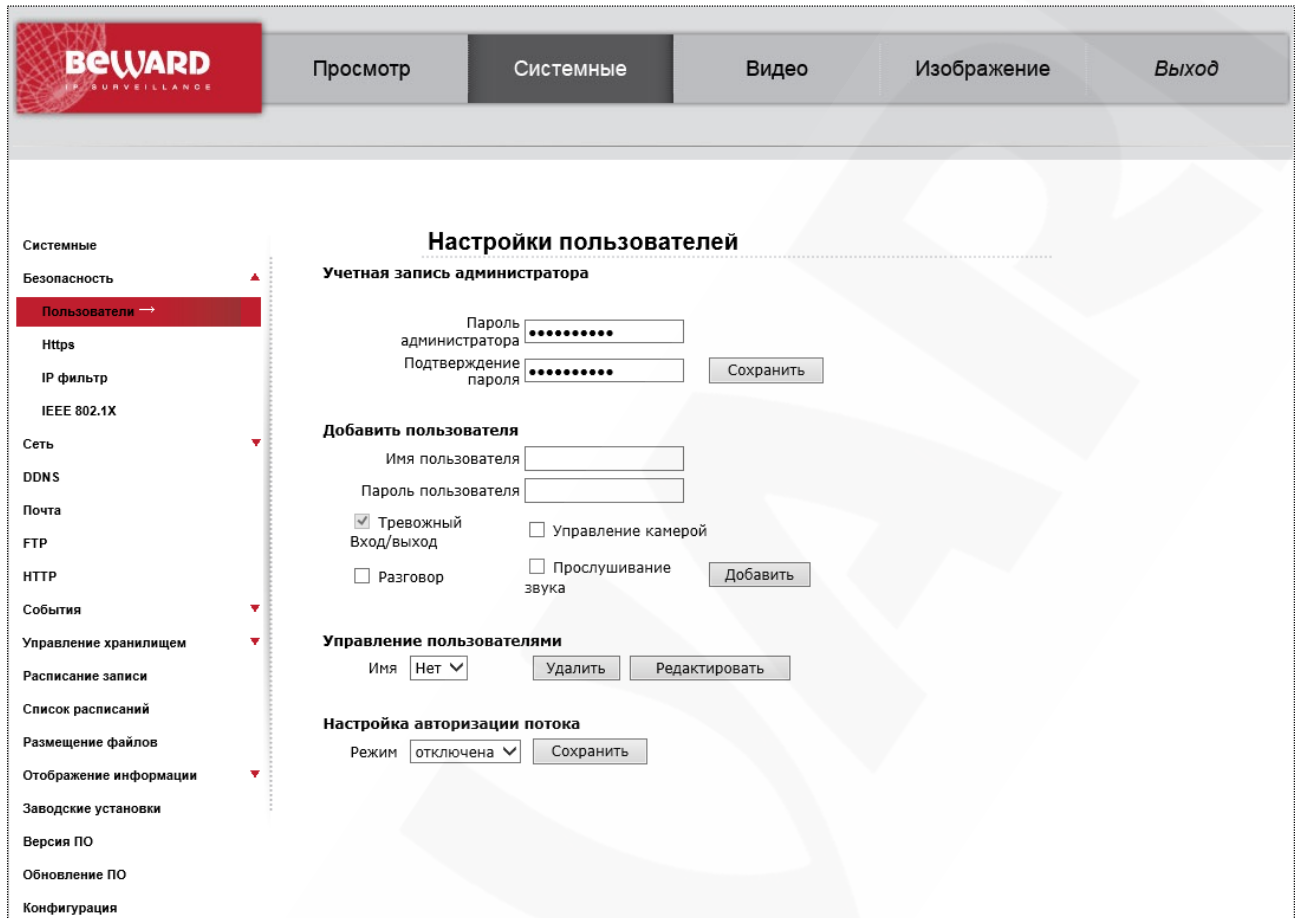 BEWARD
IP SURVEILLANCE
Просмотр
Системные
Видео
Изображение
Выход
Системные
Безопасность
Пользователи →
Https
IP фильтр
IEEE 802.1X
Сеть
DDNS
Почта
FTP
HTTP
События
Управление хранилищем
Расписание записи
Список расписаний
Размещение файлов
Отображение информации
Заводские установки
Версия ПО
Обновление ПО
Конфигурация
Настройки пользователей
Учетная запись администратора
Пароль
администратора ••••••••••
Подтверждение
пароля ••••••••••
Сохранить
Добавить пользователя
Имя пользователя
Пароль пользователя
Тревожный
Вход/выход
Управление камерой
Разговор
Прослушивание
звука
Добавить
Управление пользователями
Имя Нет Удалить Редактировать
Настройка авторизации потока
Режим отключена Сохранить